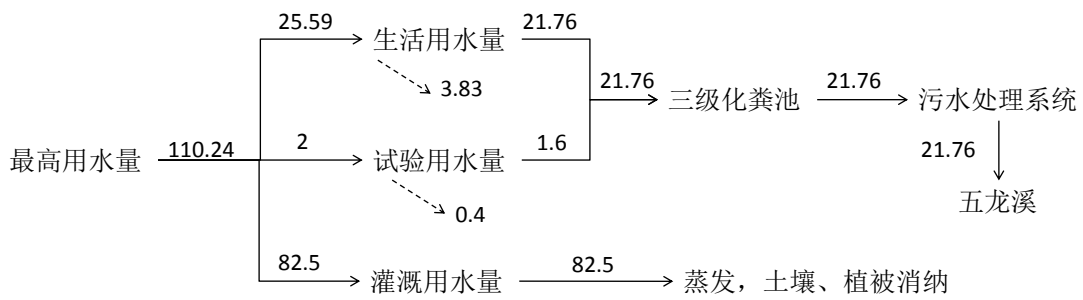 25.59
生活用水量
21.76
3.83
21.76
三级化粪池
21.76
污水处理系统
最高用水量
110.24
2
试验用水量
1.6
0.4
21.76
五龙溪
82.5
灌溉用水量
82.5
蒸发，土壤、植被消纳